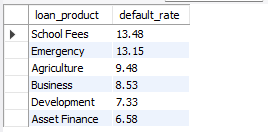 loan_product default_rate
School Fees 13.48
Emergency 13.15
Agriculture 9.48
Business 8.53
Development 7.33
Asset Finance 6.58